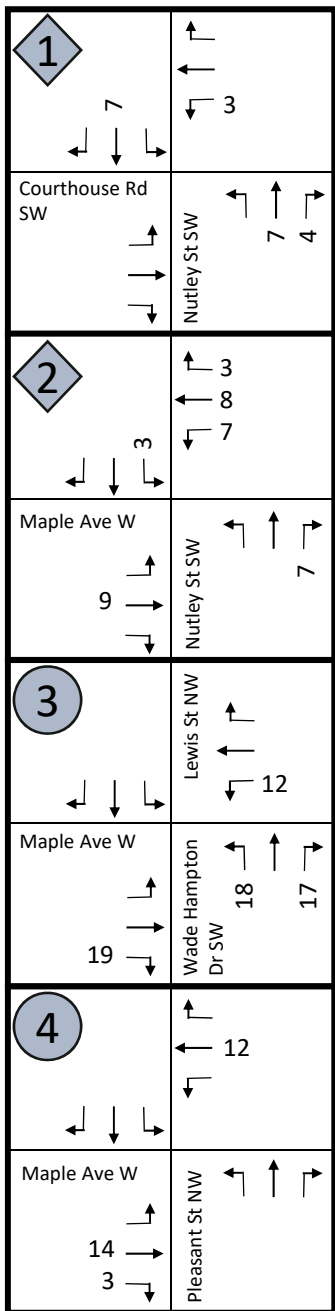 1
7
3
Courthouse Rd
SW
Nutley St SW
7
4
2
3
3
8
7
Maple Ave W
9
Nutley St SW
7
3
Lewis St NW
12
Maple Ave W
19
Wade Hampton
Dr SW
18
17
4
12
Maple Ave W
14
3
Pleasant St NW